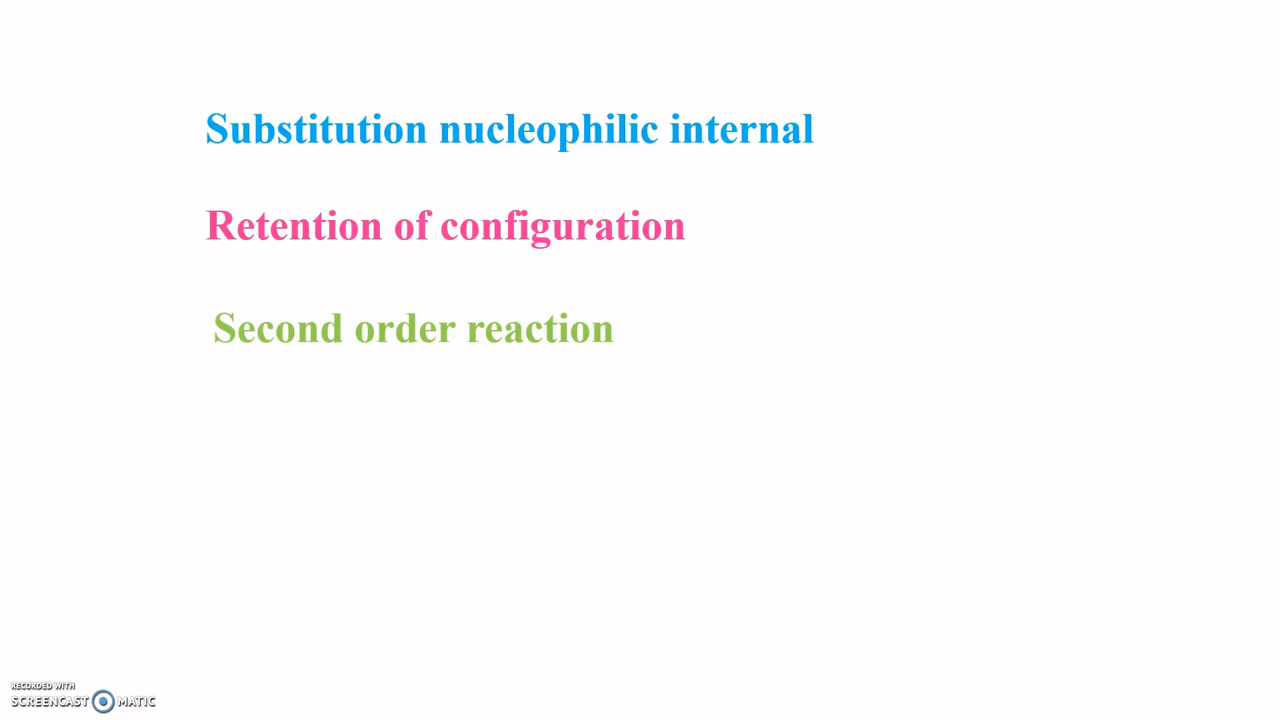 Substitution nucleophilic internal
Retention of configuration
Second order reaction
RECORDED WITH
SCREENCAST MATIC